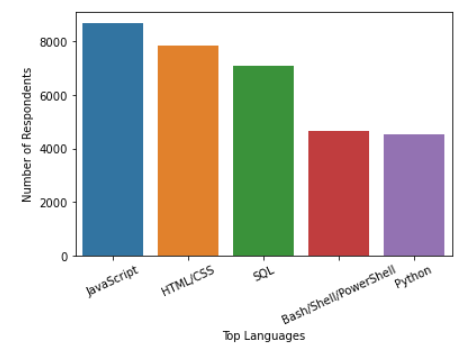 Number of Respondents
8000
6000
4000
2000
0
JavaScript
HTML/CSS
SQL
Bash/Shell/PowerShell
Python
Top Languages